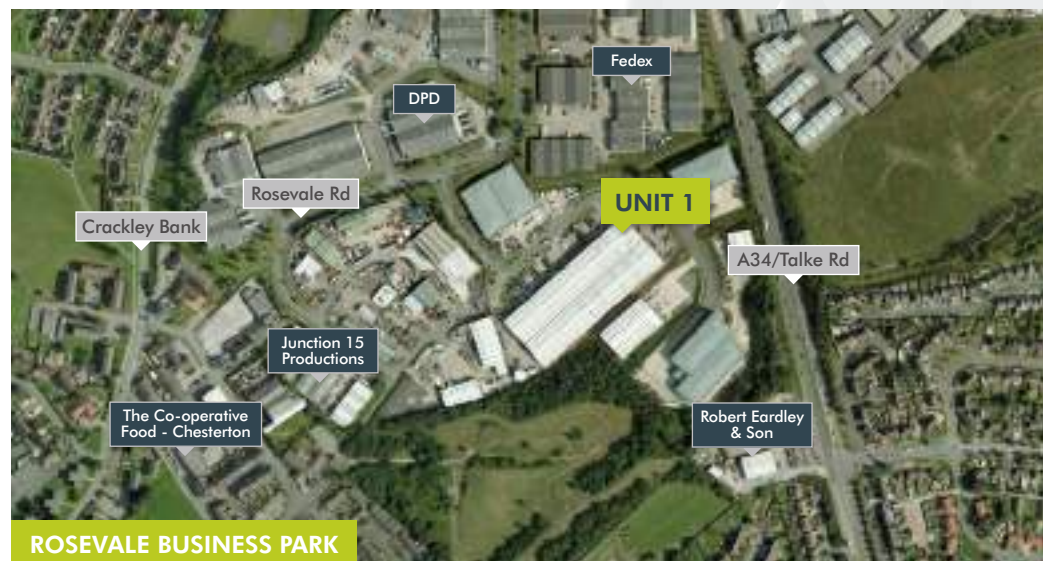 Fedex
DPD
UNIT 1
Rosevale Rd
Crackley Bank
A34/Talke Rd
Junction 15
Productions
The Co-operative
Food - Chesterton
Robert Eardley
& Son
ROSEVALE BUSINESS PARK